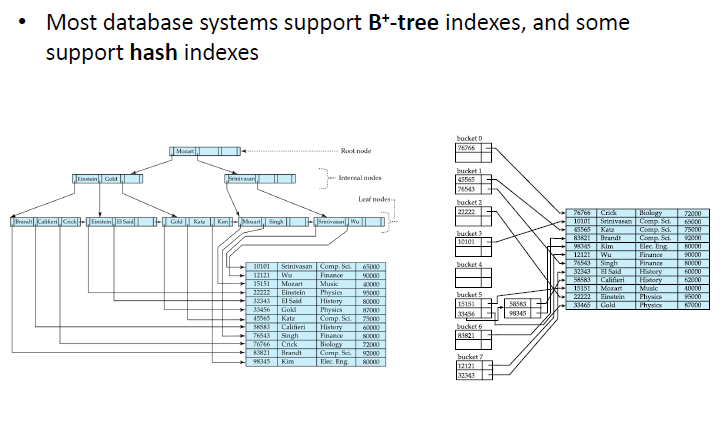 • Most database systems support B+-tree indexes, and some
support hash indexes
Mozart
Root node
Einstein Gold
Srinivasan
Internal nodes
Leaf nodes
Brandt Califieri Crick Einstein El Said Gold Katz Kim Mozart Singh Srinivasan Wu
10101 Srinivasan Comp. Sci. 65000
12121 Wu Finance 90000
15151 Mozart Music 40000
22222 Einstein Physics 95000
32343 El Said History 80000
33456 Gold Physics 87000
45565 Katz Comp. Sci. 75000
58583 Califieri History 60000
76543 Singh Finance 80000
76766 Crick Biology 72000
83821 Brandt Comp. Sci. 92000
98345 Kim Elec. Eng. 80000
bucket 0
76766
bucket 1
45565
76543
bucket 2
22222
bucket 3
10101
bucket 4
bucket 5
15151
33456
58583
98345
bucket 6
83821
bucket 7
12121
32343
76766 Crick Biology 72000
10101 Srinivasan Comp. Sci. 65000
45565 Katz Comp. Sci. 75000
83821 Brandt Comp. Sci. 92000
98345 Kim Elec. Eng. 80000
12121 Wu Finance 90000
76543 Singh Finance 80000
32343 El Said History 60000
58583 Califieri History 62000
15151 Mozart Music 40000
22222 Einstein Physics 95000
33465 Gold Physics 87000